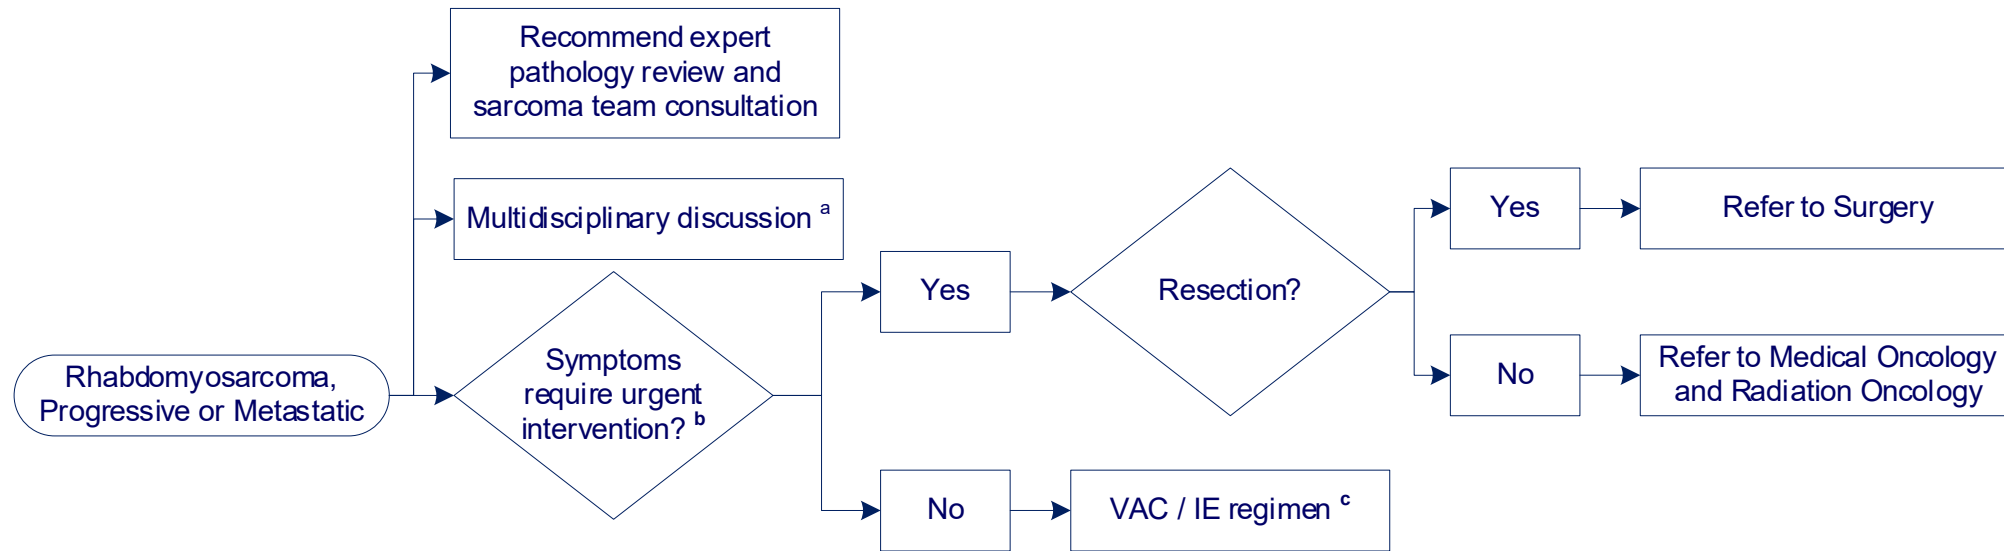 Recommend expert
pathology review and
sarcoma team consultation
Multidisciplinary discussion a
Rhabdomyosarcoma,
Progressive or Metastatic
Symptoms
require urgent
intervention? b
Yes
Resection?
Yes
Refer to Surgery
No
Refer to Medical Oncology
and Radiation Oncology
No
VAC / IE regimen c